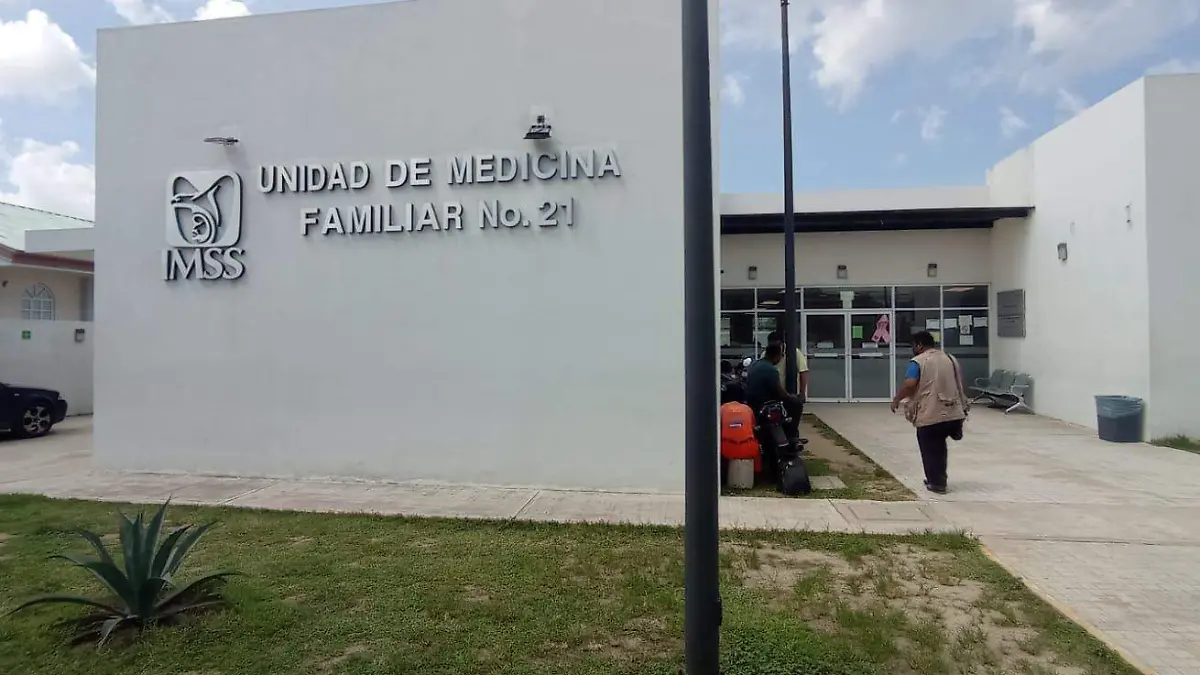 UNIDAD DE MEDICINA
FAMILIAR No. 21
IMSS